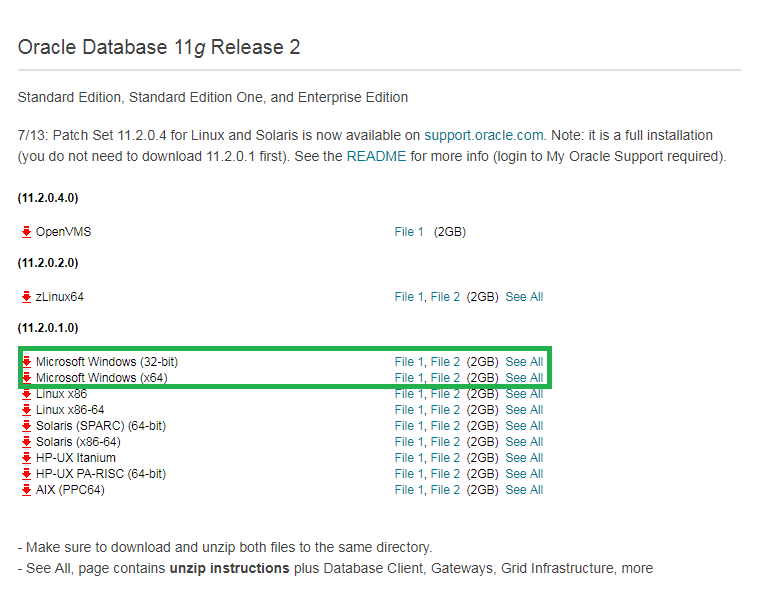 Oracle Database 11g Release 2
Standard Edition, Standard Edition One, and Enterprise Edition
7/13: Patch Set 11.2.0.4 for Linux and Solaris is now available on support.oracle.com. Note: it is a full installation
(you do not need to download 11.2.0.1 first). See the README for more info (login to My Oracle Support required).
(11.2.0.4.0)
OpenVMS File 1 (2GB)
(11.2.0.2.0)
zLinux64 File 1, File 2 (2GB) See All
(11.2.0.1.0)
Microsoft Windows (32-bit) File 1, File 2 (2GB) See All
Microsoft Windows (x64) File 1, File 2 (2GB) See All
Linux x86 File 1, File 2 (2GB) See All
Linux x86-64 File 1, File 2 (2GB) See All
Solaris (SPARC) (64-bit) File 1, File 2 (2GB) See All
Solaris (x86-64) File 1, File 2 (2GB) See All
HP-UX Itanium File 1, File 2 (2GB) See All
HP-UX PA-RISC (64-bit) File 1, File 2 (2GB) See All
AIX (PPC64) File 1, File 2 (2GB) See All
- Make sure to download and unzip both files to the same directory.
- See All, page contains unzip instructions plus Database Client, Gateways, Grid Infrastructure, more